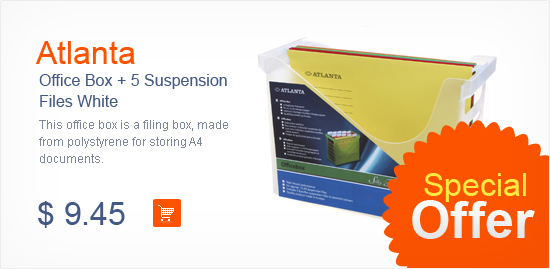 Atlanta
Office Box + 5 Suspension
Files White
This office box is a filing box, made
from polystyrene for storing A4
documents.
$ 9.45
ATLANTA
ATLANTA
Officebox
Special
Offer